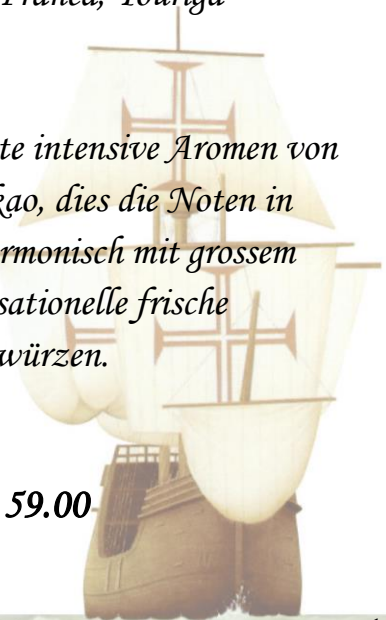 Franca, Touriga
te intensive Aromen von
kao, dies die Noten in
rmonisch mit grossem
sationelle frische
würzen.
59.00